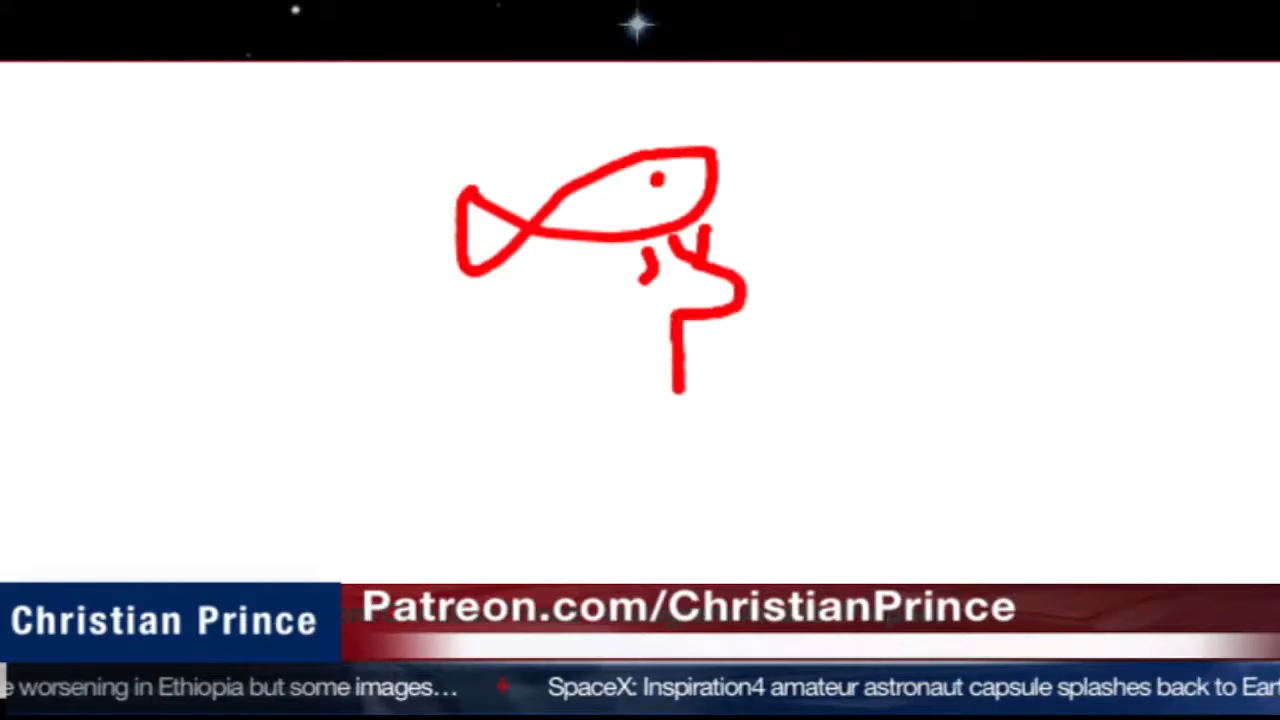 Patreon.com/ChristianPrince
Christian Prince
e worsening in Ethiopia but some images… SpaceX: Inspiration4 amateur astronaut capsule splashes back to Eart